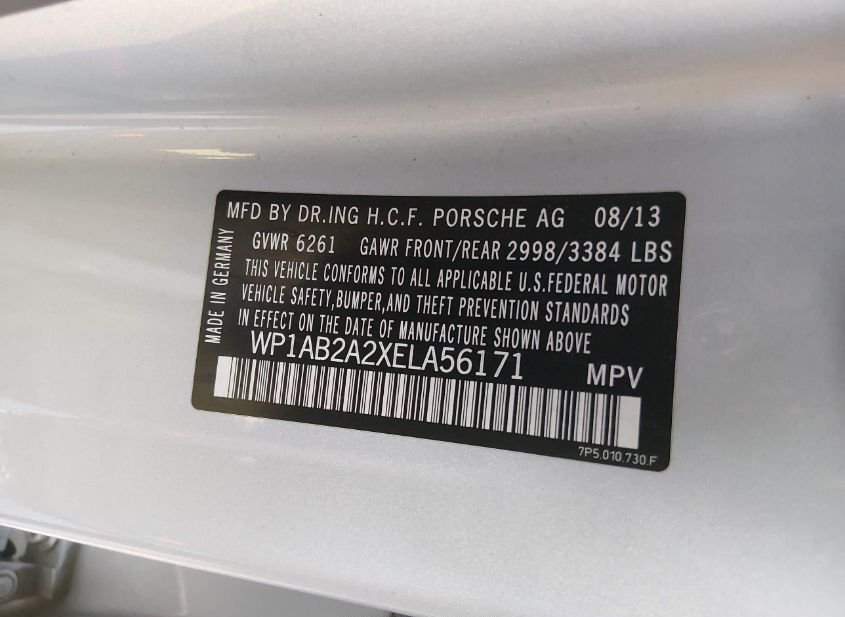 MFD BY DR.ING H.C.F. PORSCHE AG 08/13
GVWR 6261 GAWR FRONT/REAR 2998/3384 LBS
THIS VEHICLE CONFORMS TO ALL APPLICABLE U.S.FEDERAL MOTOR
VEHICLE SAFETY,BUMPER,AND THEFT PREVENTION STANDARDS
IN EFFECT ON THE DATE OF MANUFACTURE SHOWN ABOVE
WP1AB2A2XELA56171 MPV
7P5.010.730.F
MADE IN GERMANY